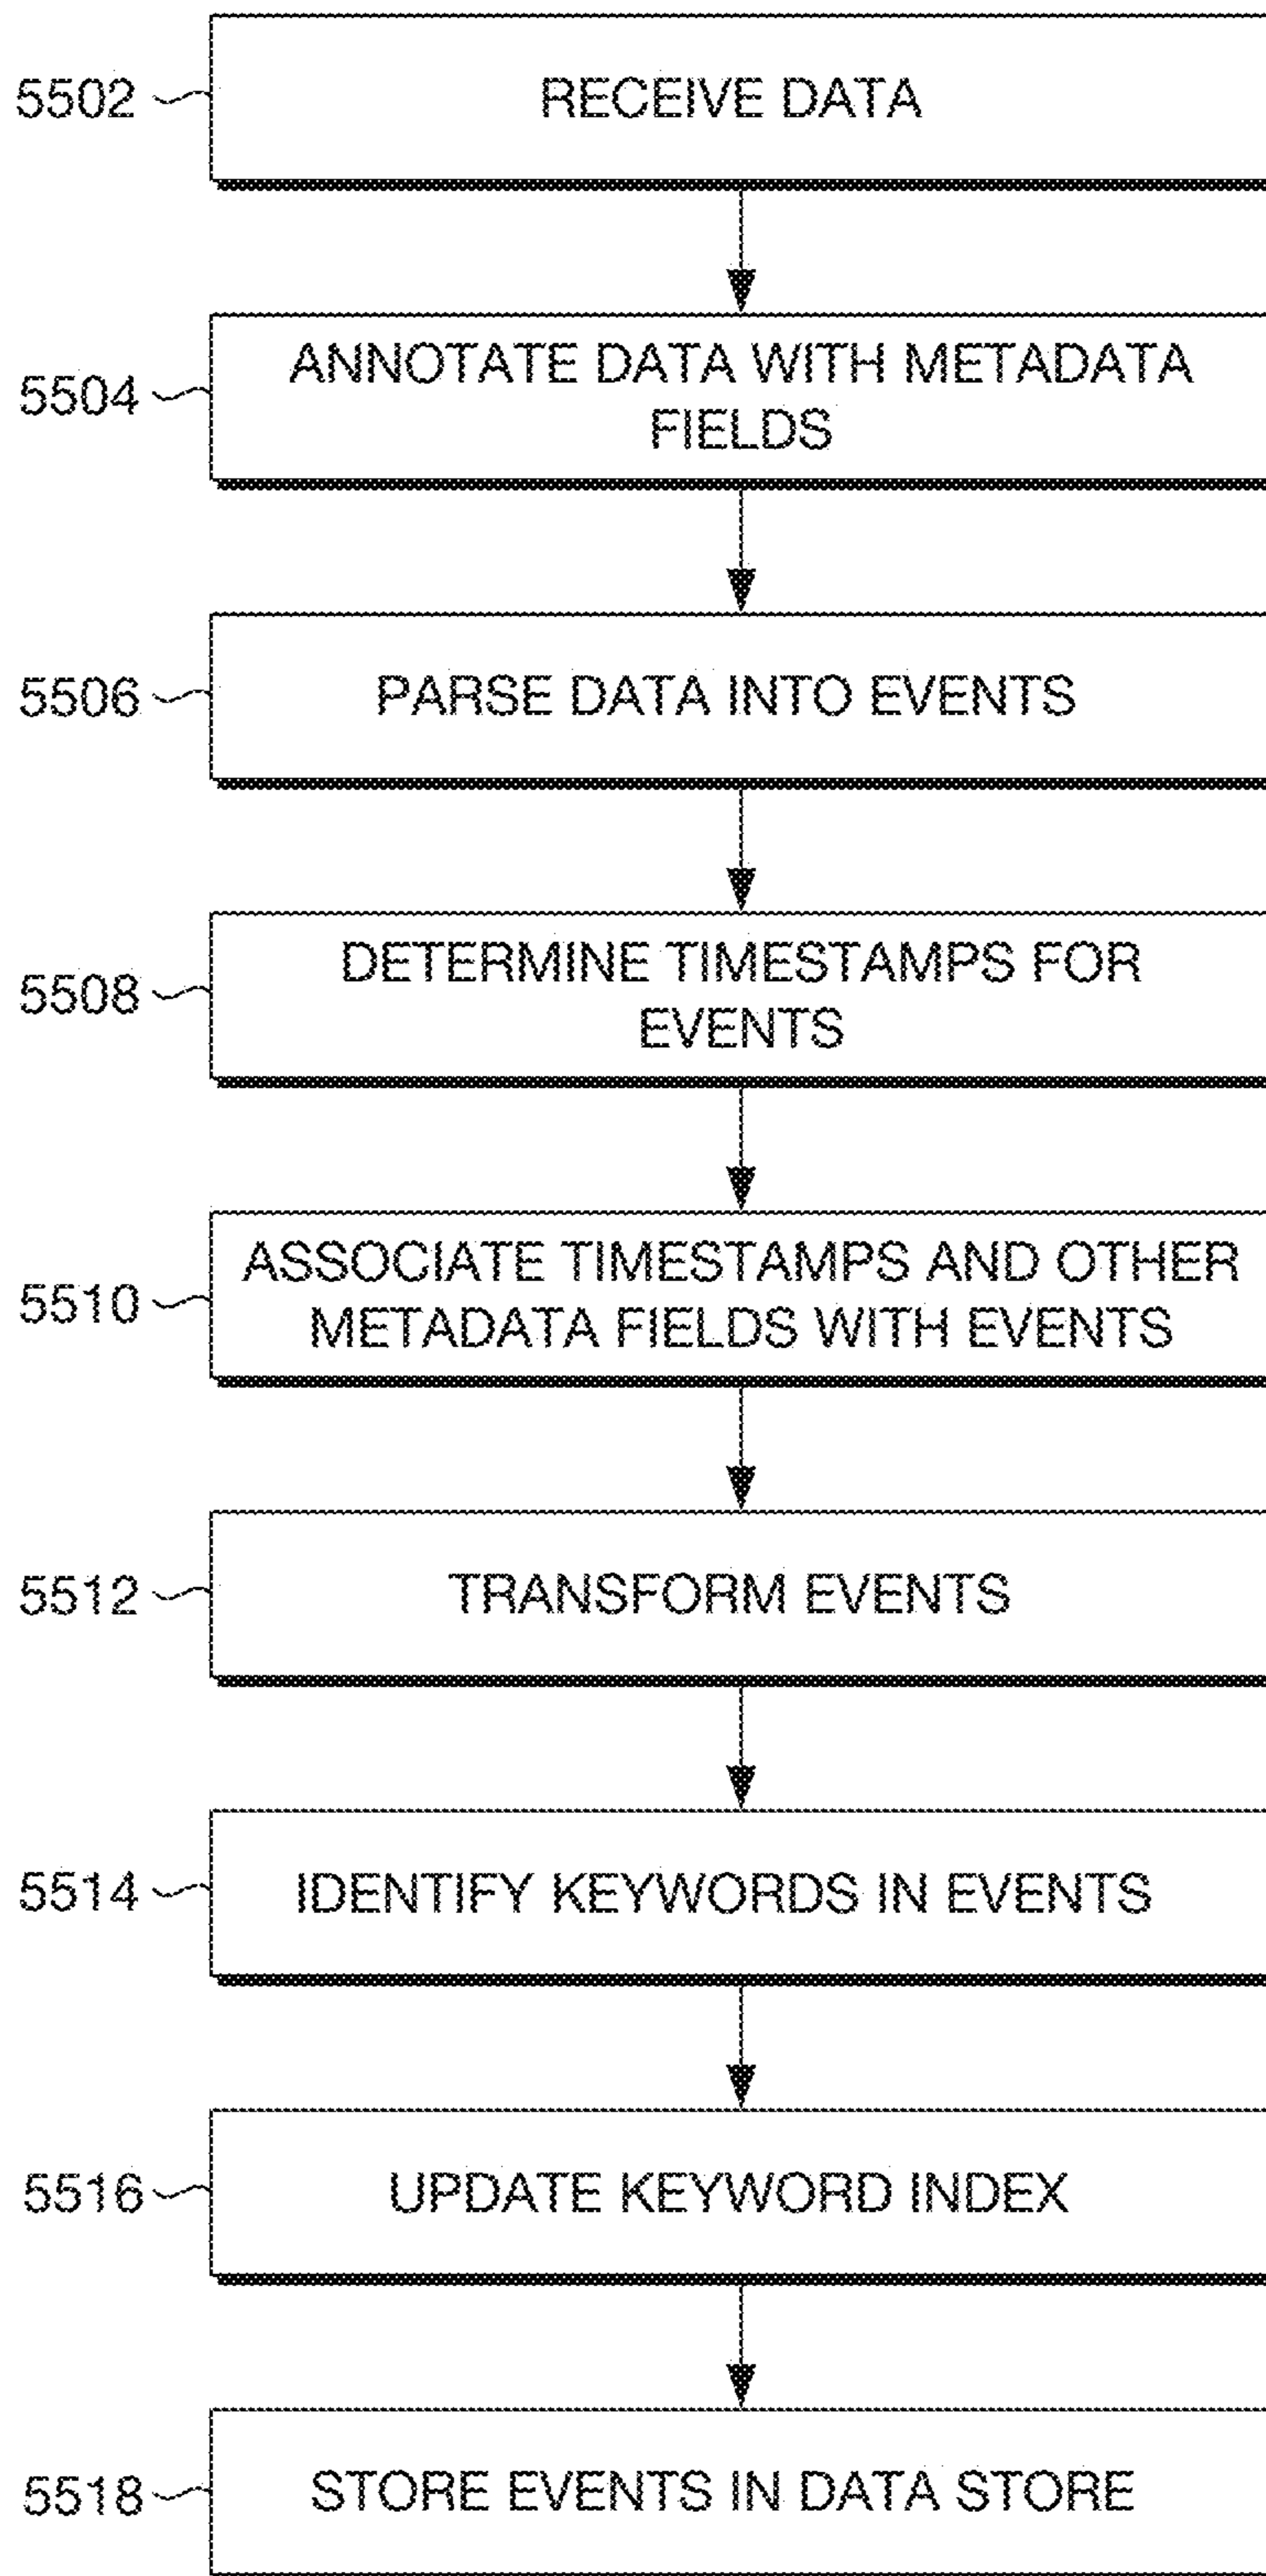 5502 RECEIVE DATA
5504 ANNOTATE DATA WITH METADATA
FIELDS
5506 PARSE DATA INTO EVENTS
5508 DETERMINE TIMESTAMPS FOR
EVENTS
5510 ASSOCIATE TIMESTAMPS AND OTHER
METADATA FIELDS WITH EVENTS
5512 TRANSFORM EVENTS
5514 IDENTIFY KEYWORDS IN EVENTS
5516 UPDATE KEYWORD INDEX
5518 STORE EVENTS IN DATA STORE